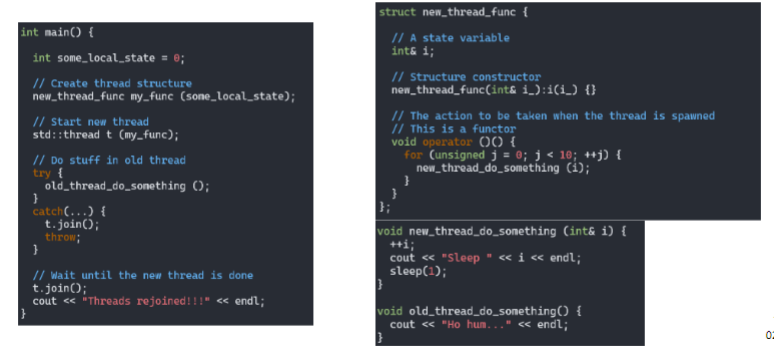 int main() {
int some_local_state = 0;
// Create thread structure
new_thread_func my_func (some_local_state);
// Start new thread
std::thread t (my_func);
// Do stuff in old thread
try {
old_thread_do_something ();
}
catch(...) {
t.join();
throw;
}
// Wait until the new thread is done
t.join();
cout << "Threads rejoined!!!" << endl;
}
struct new_thread_func {
// A state variable
int& i;
// Structure constructor
new_thread_func(int& i_):i(i_) {}
// The action to be taken when the thread is spawned
// This is a functor
void operator ()() {
for (unsigned j = 0; j < 10; ++j) {
new_thread_do_something (i);
}
}
};
void new_thread_do_something (int& i) {
++i;
cout << "Sleep " << i << endl;
sleep(1);
}
void old_thread_do_something() {
cout << "Ho hum..." << endl;
}